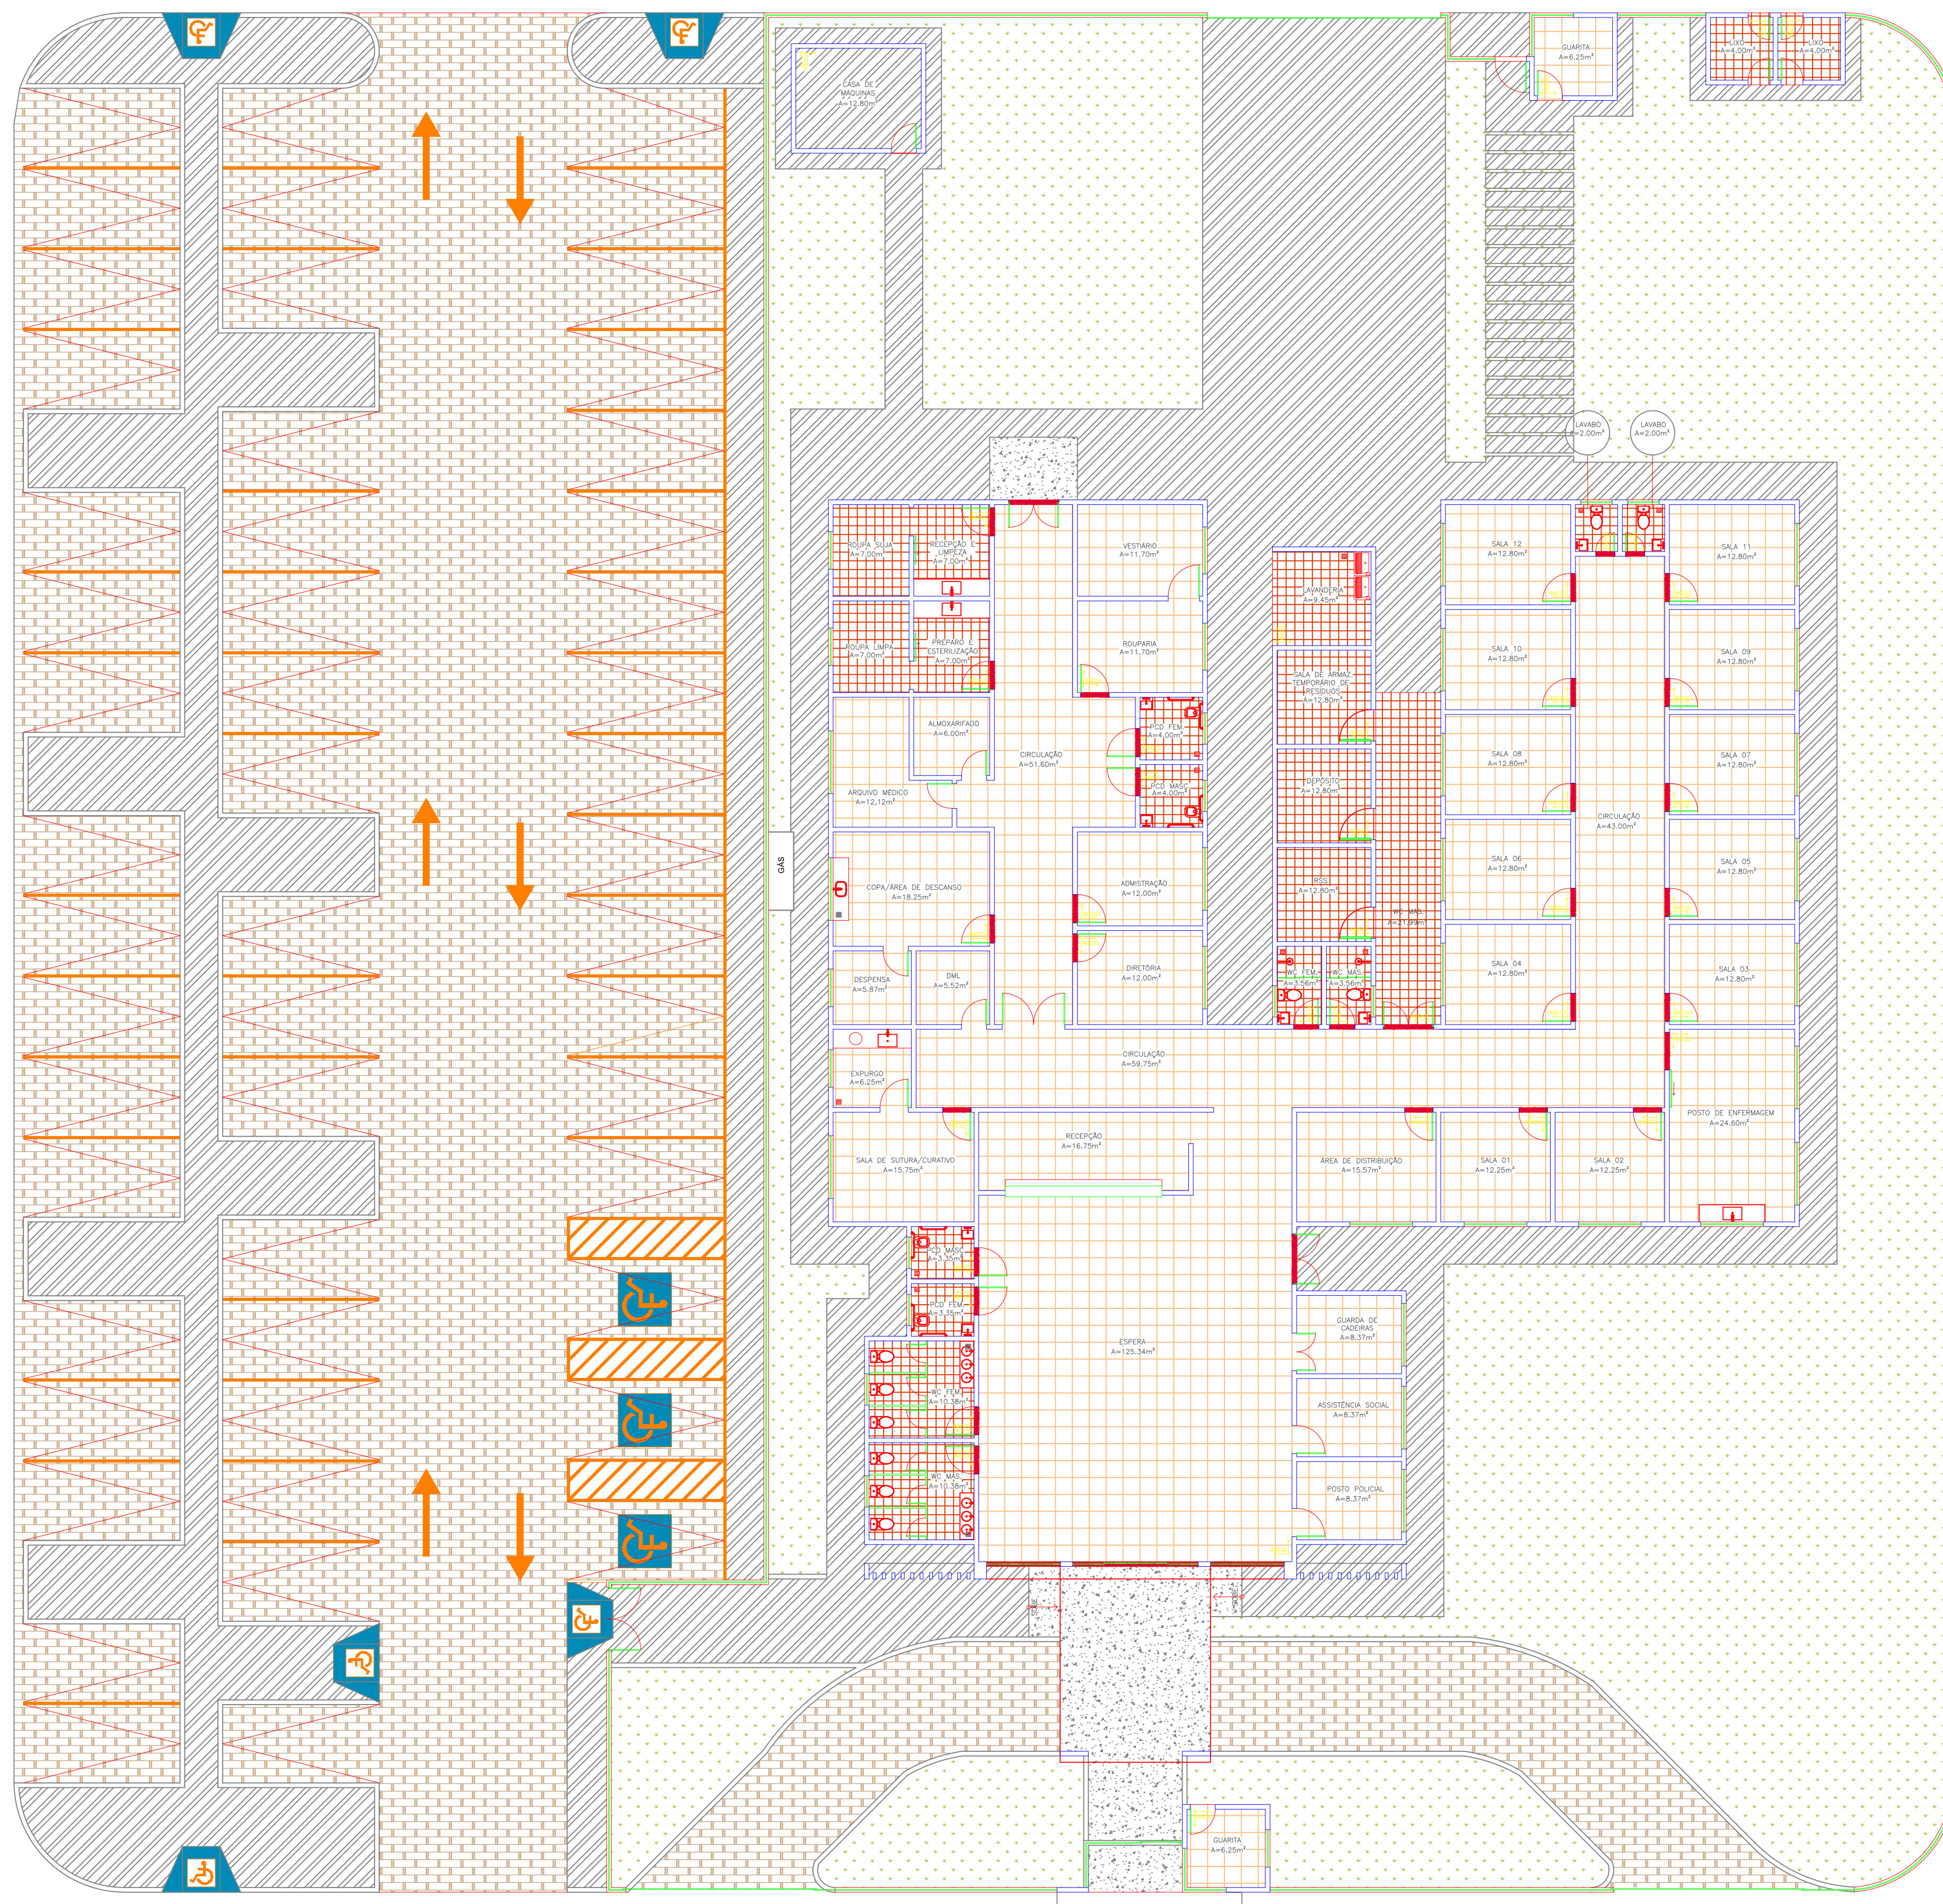 GUARITA
A=6.25m²
LIXO
A=4.00m²
LIXO
A=4.00m²
CASA DE
MÁQUINAS
A=12.80m²
LAVABO
A=2.00m²
LAVABO
A=2.00m²
ROUPA SUJA
A=7.00m²
RECEPÇÃO E
LIMPEZA
A=7.00m²
VESTIÁRIO
A=11.70m²
SALA 12
A=12.80m²
SALA 11
A=12.80m²
LAVANDERIA
A=9.45m²
ROUPA LIMPA
A=7.00m²
PREPARO E
ESTERILIZAÇÃO
A=7.00m²
ROUPARIA
A=11.70m²
SALA 10
A=12.80m²
SALA 09
A=12.80m²
SALA DE ARMAZ.
TEMPORÁRIO DE
RESÍDUOS
A=12.80m²
ALMOXARIFADO
A=6.00m²
PCD FEM.
A=4.00m²
CIRCULAÇÃO
A=51.60m²
SALA 08
A=12.80m²
SALA 07
A=12.80m²
ARQUIVO MÉDICO
A=12,12m²
PCD MASC.
A=4.00m²
DEPÓSITO
A=12.80m²
CIRCULAÇÃO
A=43.00m²
GÁS
COPA/ÁREA DE DESCANSO
A=18.25m²
ADMISTRAÇÃO
A=12.00m²
RSS
A=12.80m²
SALA 06
A=12.80m²
SALA 05
A=12.80m²
WC MAS.
A=21.99m²
DESPENSA
A=5.87m²
DML
A=5.52m²
DIRETÓRIA
A=12.00m²
WC FEM.
A=3.56m²
WC MAS.
A=3.56m²
SALA 04
A=12.80m²
SALA 03
A=12.80m²
CIRCULAÇÃO
A=59.75m²
EXPURGO
A=6.25m²
POSTO DE ENFERMAGEM
A=24.60m²
RECEPÇÃO
A=16.75m²
SALA DE SUTURA/CURATIVO
A=15,75m²
ÁREA DE DISTRIBUIÇÃO
A=15.57m²
SALA 01
A=12.25m²
SALA 02
A=12.25m²
PCD MASC.
A=3.35m²
PCD FEM.
A=3.35m²
ESPERA
A=125.34m²
GUARDA DE
CADEIRAS
A=8.37m²
WC FEM.
A=10.38m²
ASSISTÊNCIA SOCIAL
A=8.37m²
WC MAS.
A=10.38m²
POSTO POLICIAL
A=8.37m²
GUARITA
A=6.25m²